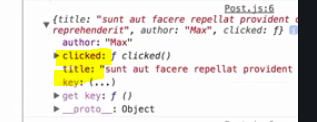 Post.js:6
{title: "sunt aut facere repellat provident o
reprehenderit", author: "Max", clicked: ƒ}
author: "Max"
clicked: ƒ clicked()
title: "sunt aut facere repellat provident
key: (...)
get key: ƒ ()
__proto__: Object